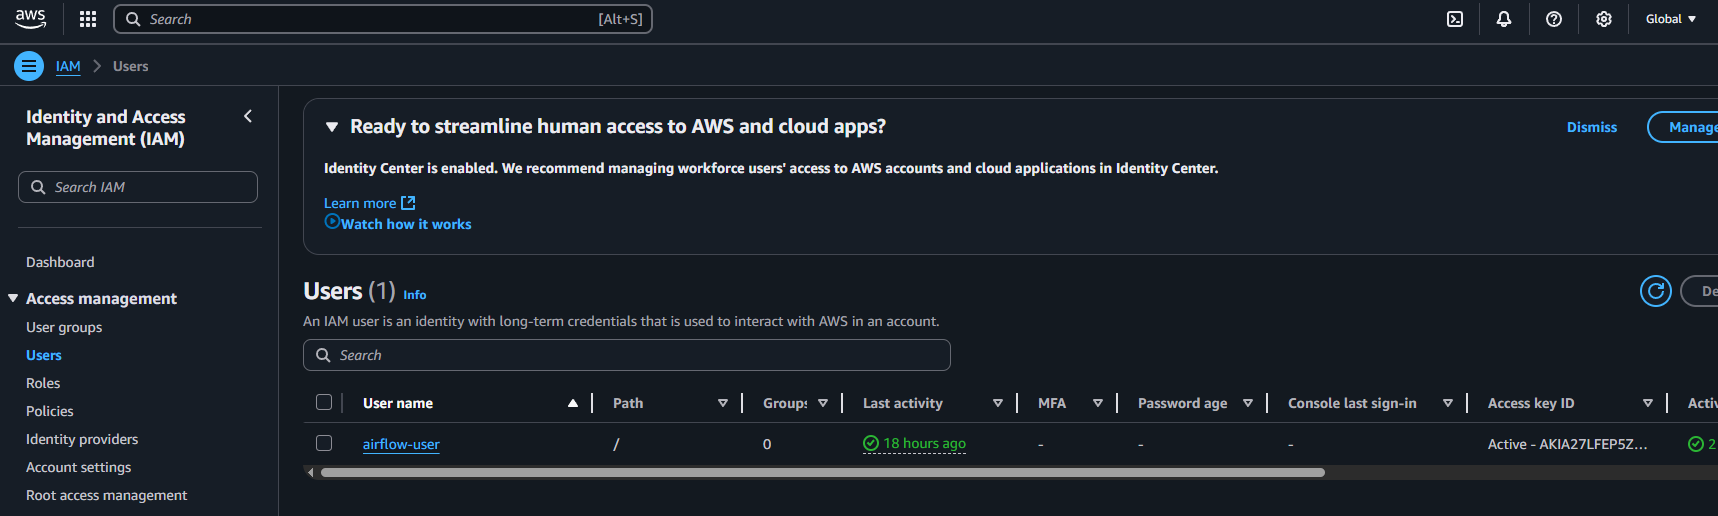 aws Search [Alt+S] Global
IAM > Users
Identity and Access
Management (IAM)
Search IAM
Dashboard
Access management
User groups
Users
Roles
Policies
Identity providers
Account settings
Root access management
Ready to streamline human access to AWS and cloud apps?
Dismiss
Manage
Identity Center is enabled. We recommend managing workforce users' access to AWS accounts and cloud applications in Identity Center.
Learn more
Watch how it works
Users (1) Info
De
An IAM user is an identity with long-term credentials that is used to interact with AWS in an account.
Search
User name Path Groups Last activity MFA Password age Console last sign-in Access key ID Activ
airflow-user / 0 18 hours ago - - - Active - AKIA27LFEP5Z... 2